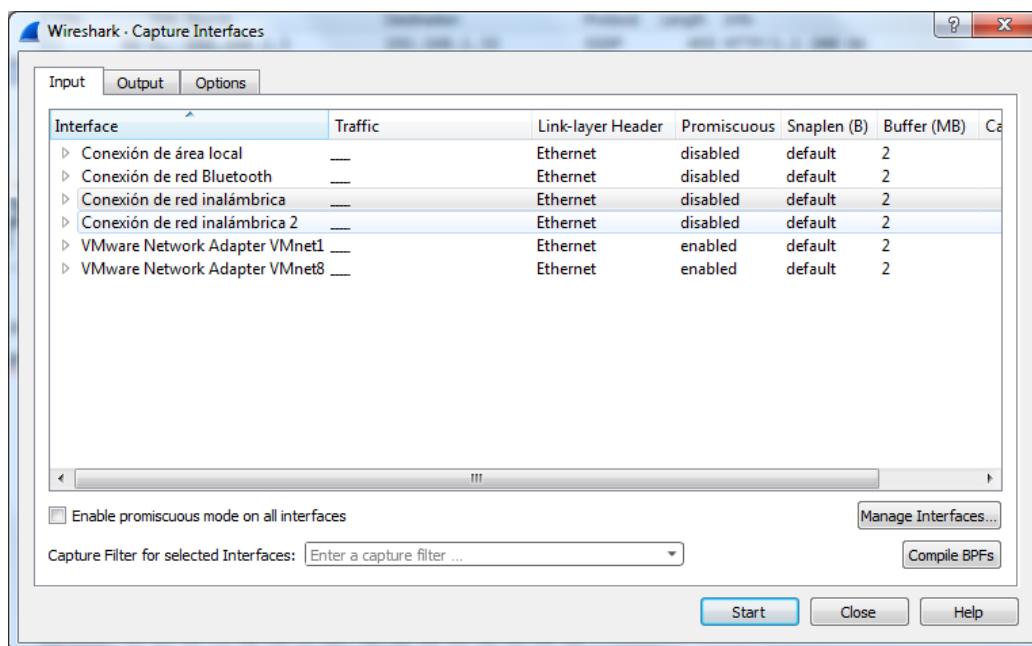 Wireshark · Capture Interfaces
Input Output Options
Interface Traffic Link-layer Header Promiscuous Snaplen (B) Buffer (MB) Ca
Conexión de área local Ethernet disabled default 2
Conexión de red Bluetooth Ethernet disabled default 2
Conexión de red inalámbrica Ethernet disabled default 2
Conexión de red inalámbrica 2 Ethernet disabled default 2
VMware Network Adapter VMnet1 Ethernet enabled default 2
VMware Network Adapter VMnet8 Ethernet enabled default 2
Enable promiscuous mode on all interfaces
Manage Interfaces...
Capture Filter for selected Interfaces: Enter a capture filter ...
Compile BPFs
Start Close Help